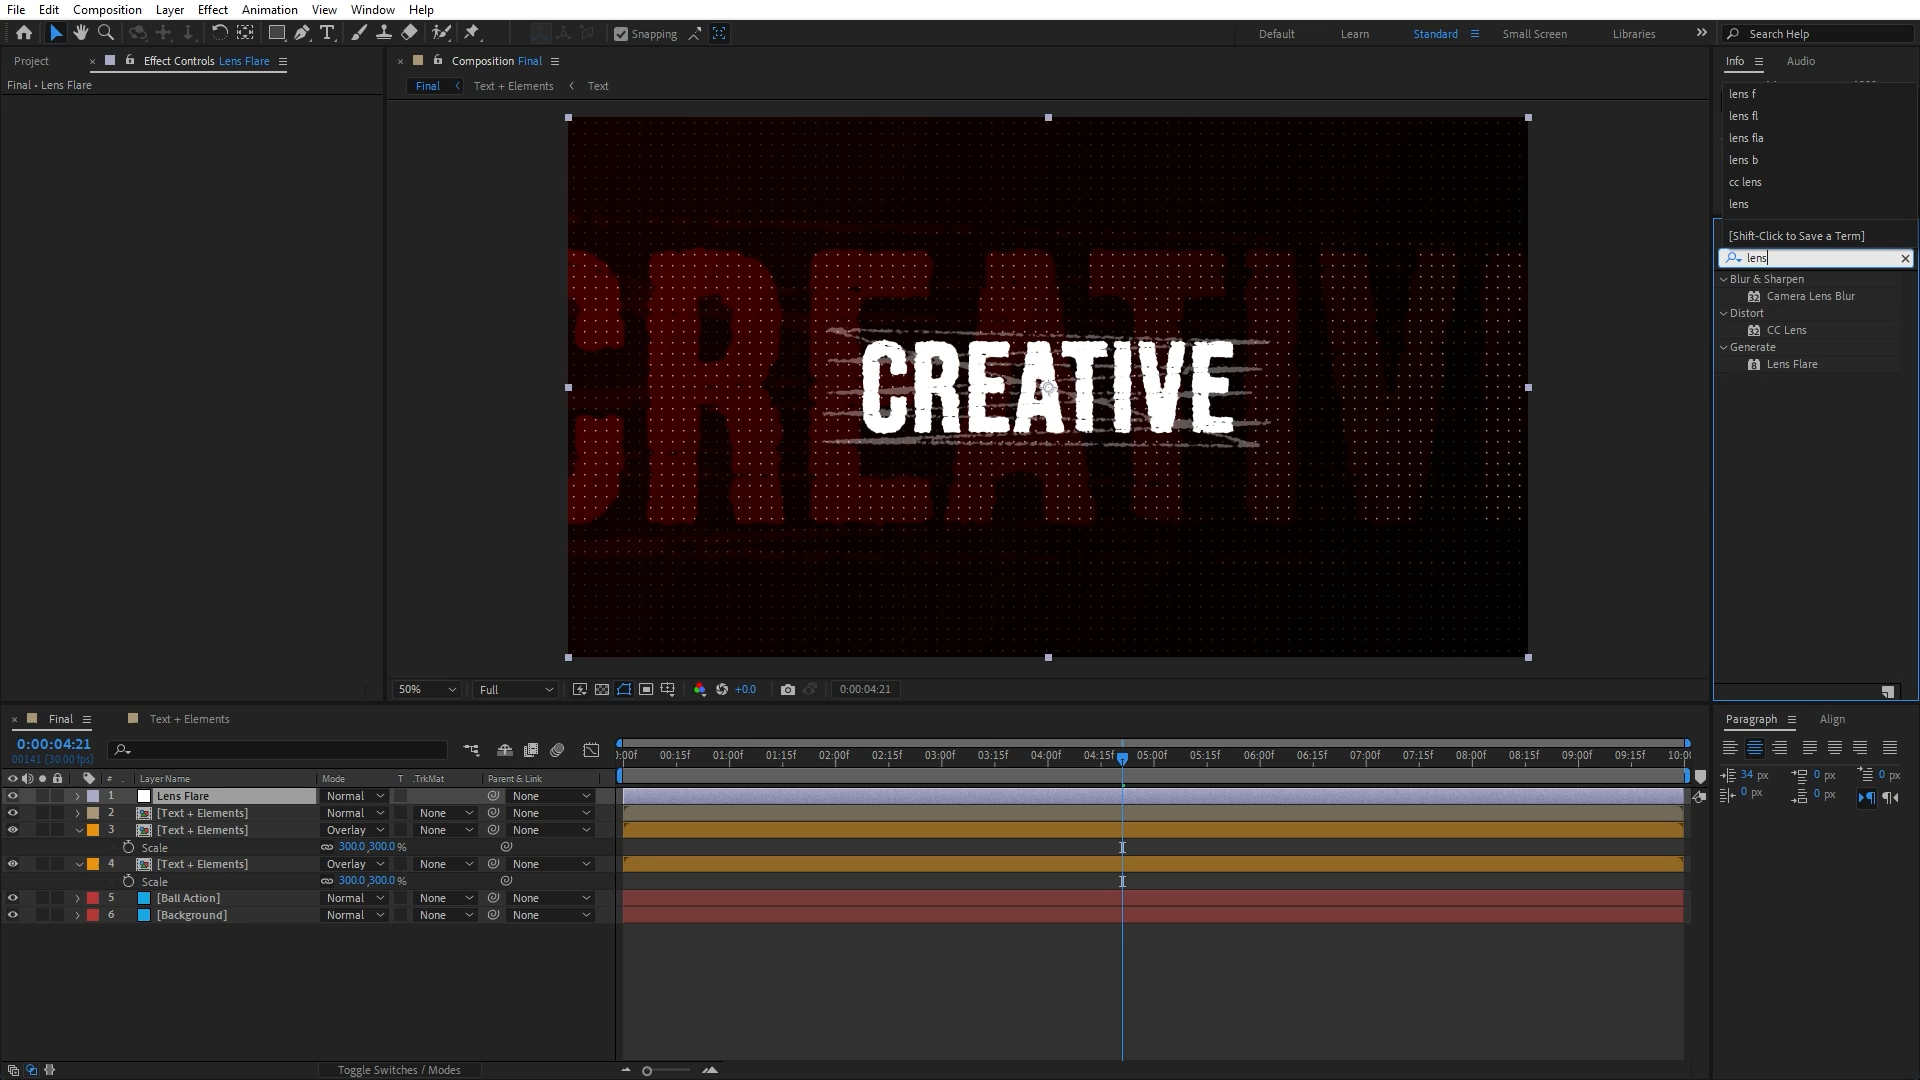 File Edit Composition Layer Effect Animation View Window Help
Snapping Default Learn Standard Small Screen Libraries Search Help
Project Effect Controls Lens Flare Composition Final Info Audio
Final • Lens Flare Final Text + Elements Text
lens f
lens fl
lens fla
lens b
cc lens
lens
[Shift-Click to Save a Term]
lens
Blur & Sharpen
Camera Lens Blur
Distort
CC Lens
Generate
Lens Flare
CREATIV
CREATIVE
50% Full +0.0 0:00:04:21
Final Text + Elements Paragraph Align
0:00:04:21
00141 (30.00 fps)
:00f 00:15f 01:00f 01:15f 02:00f 02:15f 03:00f 03:15f 04:00f 04:15f 05:00f 05:15f 06:00f 06:15f 07:00f 07:15f 08:00f 08:15f 09:00f 09:15f 10:0
34 px 0 px 0 px
0 px 0 px
# Layer Name Mode T .TrkMat Parent & Link
1 Lens Flare Normal None
2 [Text + Elements] Normal None None
3 [Text + Elements] Overlay None None
Scale 300.0,300.0 %
4 [Text + Elements] Overlay None None
Scale 300.0,300.0 %
5 [Ball Action] Normal None None
6 [Background] Normal None None
Toggle Switches / Modes